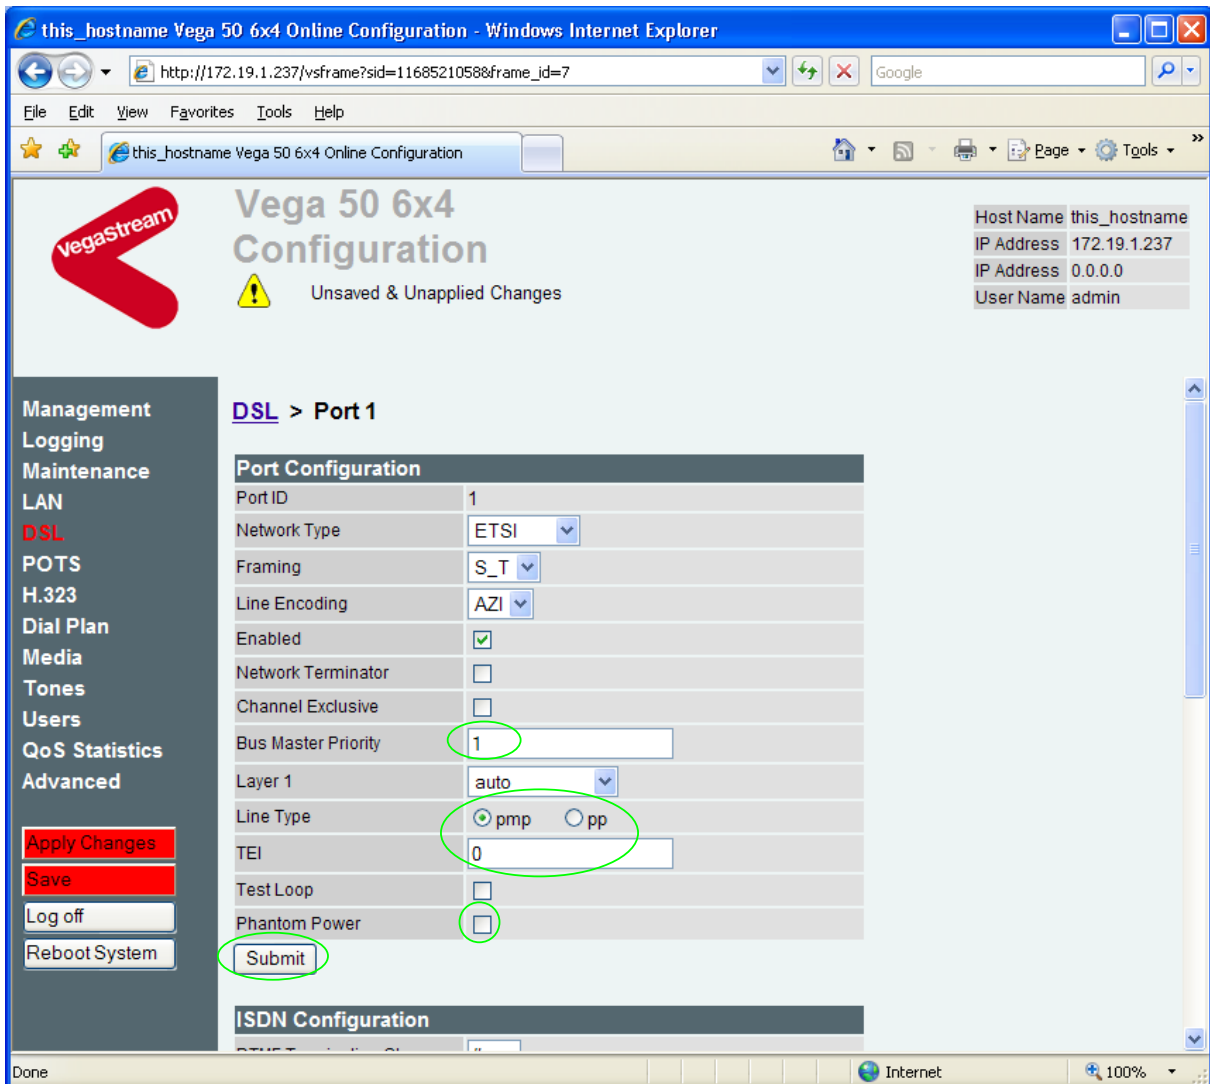 this_hostname Vega 50 6x4 Online Configuration - Windows Internet Explorer
http://172.19.1.237/vsframe?sid=1168521058&frame_id=7
Google
File Edit View Favorites Tools Help
this_hostname Vega 50 6x4 Online Configuration
Page Tools »
VegaStream
Vega 50 6x4
Configuration
Unsaved & Unapplied Changes
Host Name this_hostname
IP Address 172.19.1.237
IP Address 0.0.0.0
User Name admin
Management
Logging
Maintenance
LAN
DSL
POTS
H.323
Dial Plan
Media
Tones
Users
QoS Statistics
Advanced
Apply Changes
Save
Log off
Reboot System
DSL > Port 1
Port Configuration
Port ID 1
Network Type ETSI
Framing S_T
Line Encoding AZI
Enabled
Network Terminator
Channel Exclusive
Bus Master Priority 1
Layer 1 auto
Line Type pmp pp
TEI 0
Test Loop
Phantom Power
Submit
ISDN Configuration
Done Internet 100%